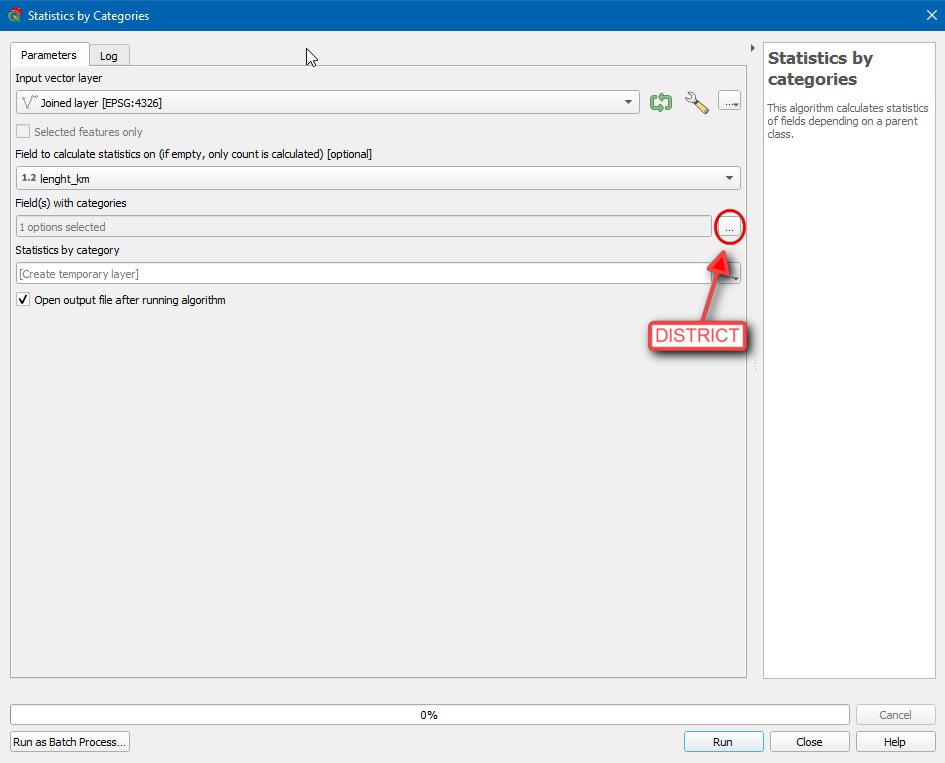 Statistics by Categories
Parameters
Log
Input vector layer
Joined layer [EPSG:4326]
...
Selected features only
Field to calculate statistics on (if empty, only count is calculated) [optional]
1.2 lenght_km
Field(s) with categories
1 options selected
...
Statistics by category
[Create temporary layer]
Open output file after running algorithm
DISTRICT
Statistics by
categories
This algorithm calculates statistics
of fields depending on a parent
class.
0%
Cancel
Run as Batch Process...
Run
Close
Help